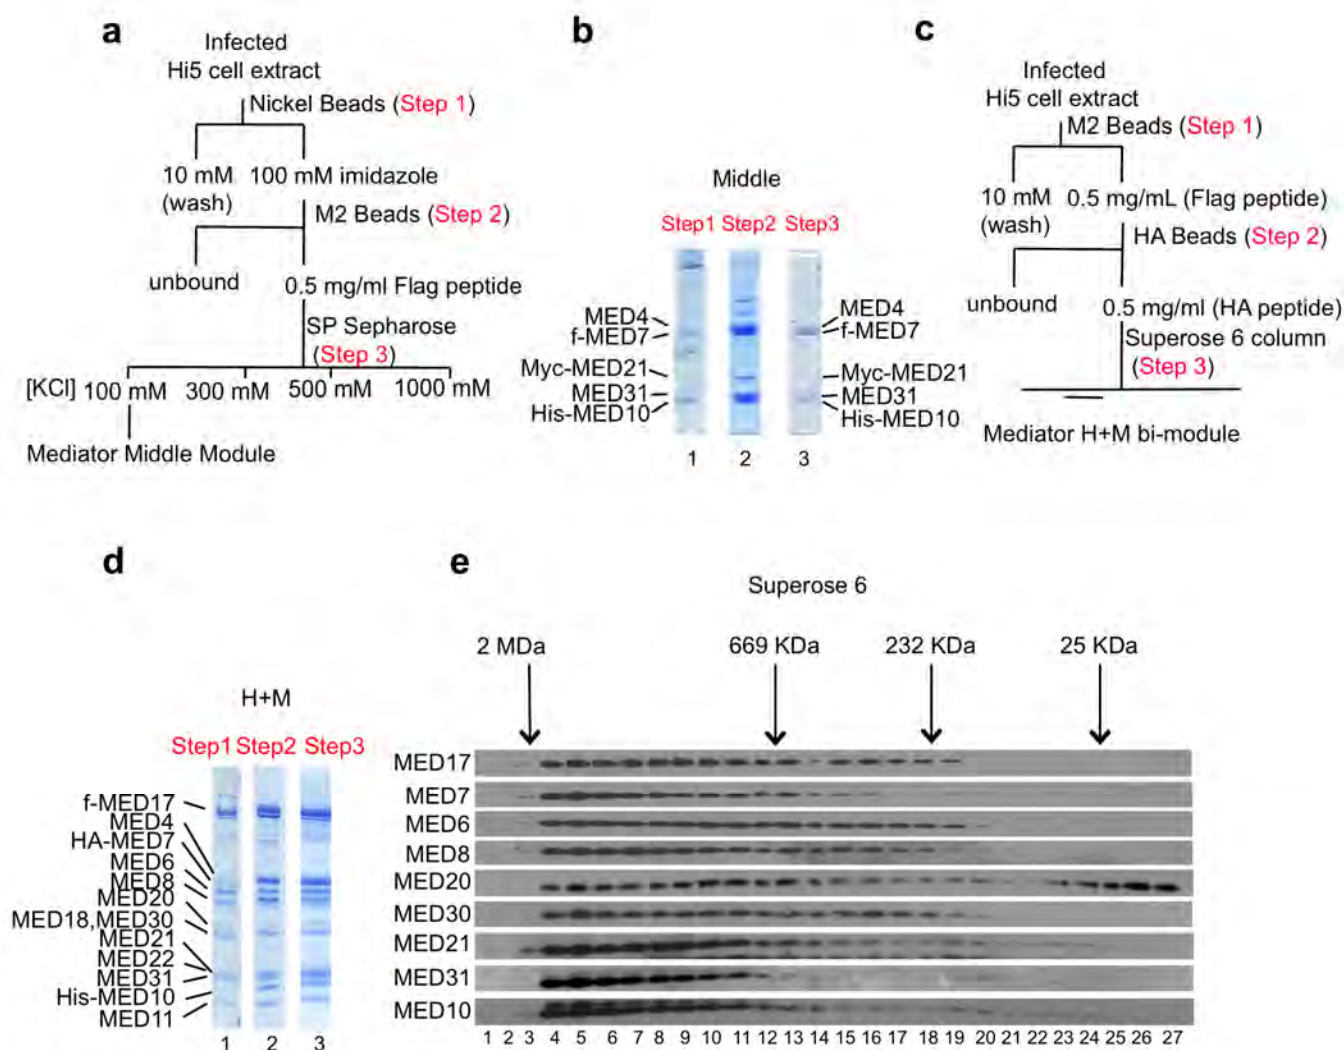 a
Infected
Hi5 cell extract
Nickel Beads (Step 1)
10 mM
(wash)
100 mM imidazole
M2 Beads (Step 2)
unbound
0.5 mg/ml Flag peptide
SP Sepharose
(Step 3)
[KCl] 100 mM 300 mM 500 mM 1000 mM
Mediator Middle Module
b
Middle
Step1 Step2 Step3
MED4
f-MED7
Myc-MED21
MED31
His-MED10
MED4
f-MED7
Myc-MED21
MED31
His-MED10
1 2 3
c
Infected
Hi5 cell extract
M2 Beads (Step 1)
10 mM
(wash)
0.5 mg/mL (Flag peptide)
HA Beads (Step 2)
unbound
0.5 mg/ml (HA peptide)
Superose 6 column
(Step 3)
Mediator H+M bi-module
d
H+M
Step1 Step2 Step3
f-MED17
MED4
HA-MED7
MED6
MED8
MED20
MED18,MED30
MED21
MED22
MED31
His-MED10
MED11
1 2 3
e
Superose 6
2 MDa 669 KDa 232 KDa 25 KDa
MED17
MED7
MED6
MED8
MED20
MED30
MED21
MED31
MED10
1 2 3 4 5 6 7 8 9 10 11 12 13 14 15 16 17 18 19 20 21 22 23 24 25 26 27